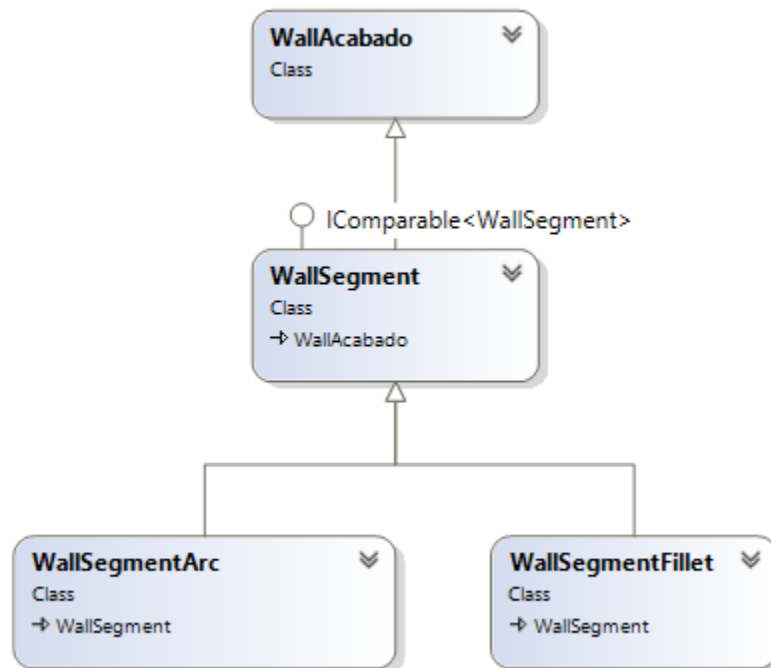 WallAcabado
Class
IComparable<WallSegment>
WallSegment
Class
WallAcabado
WallSegmentArc
Class
WallSegment
WallSegmentFillet
Class
WallSegment